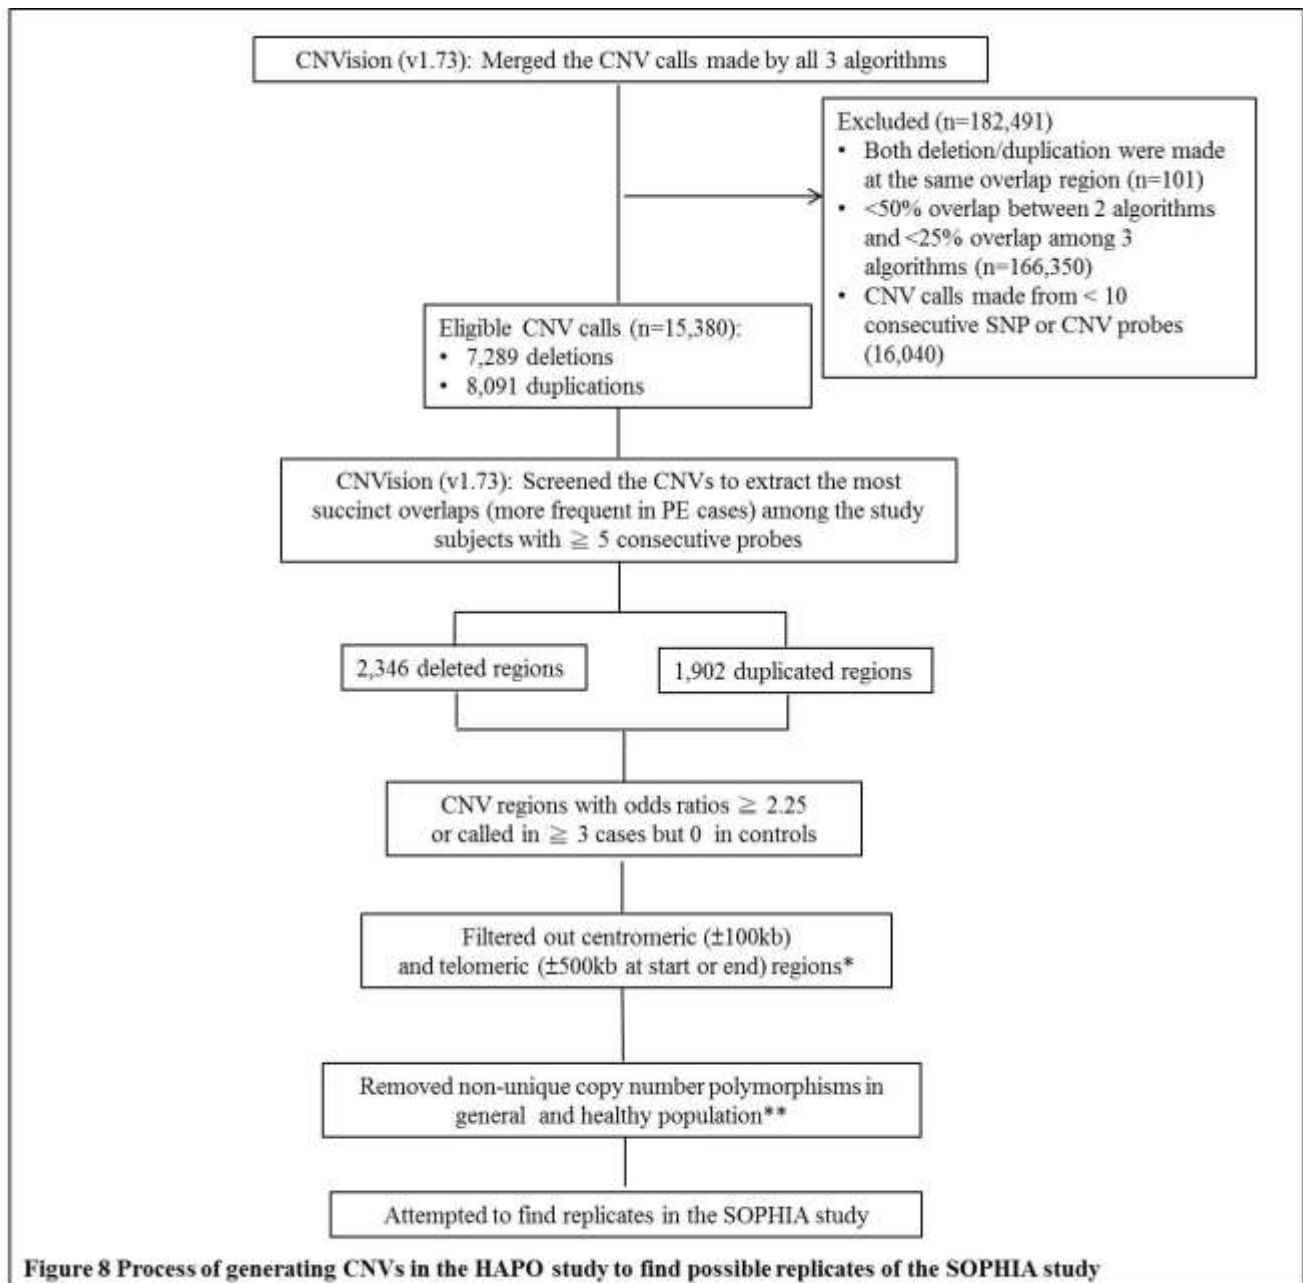 CNVision (v1.73): Merged the CNV calls made by all 3 algorithms
Excluded (n=182,491)
• Both deletion/duplication were made
at the same overlap region (n=101)
• <50% overlap between 2 algorithms
and <25% overlap among 3
algorithms (n=166,350)
• CNV calls made from < 10
consecutive SNP or CNV probes
(16,040)
Eligible CNV calls (n=15,380):
• 7,289 deletions
• 8,091 duplications
CNVision (v1.73): Screened the CNVs to extract the most
succinct overlaps (more frequent in PE cases) among the study
subjects with ≧ 5 consecutive probes
2,346 deleted regions
1,902 duplicated regions
CNV regions with odds ratios ≧ 2.25
or called in ≧ 3 cases but 0 in controls
Filtered out centromeric (±100kb)
and telomeric (±500kb at start or end) regions*
Removed non-unique copy number polymorphisms in
general and healthy population**
Attempted to find replicates in the SOPHIA study
Figure 8 Process of generating CNVs in the HAPO study to find possible replicates of the SOPHIA study